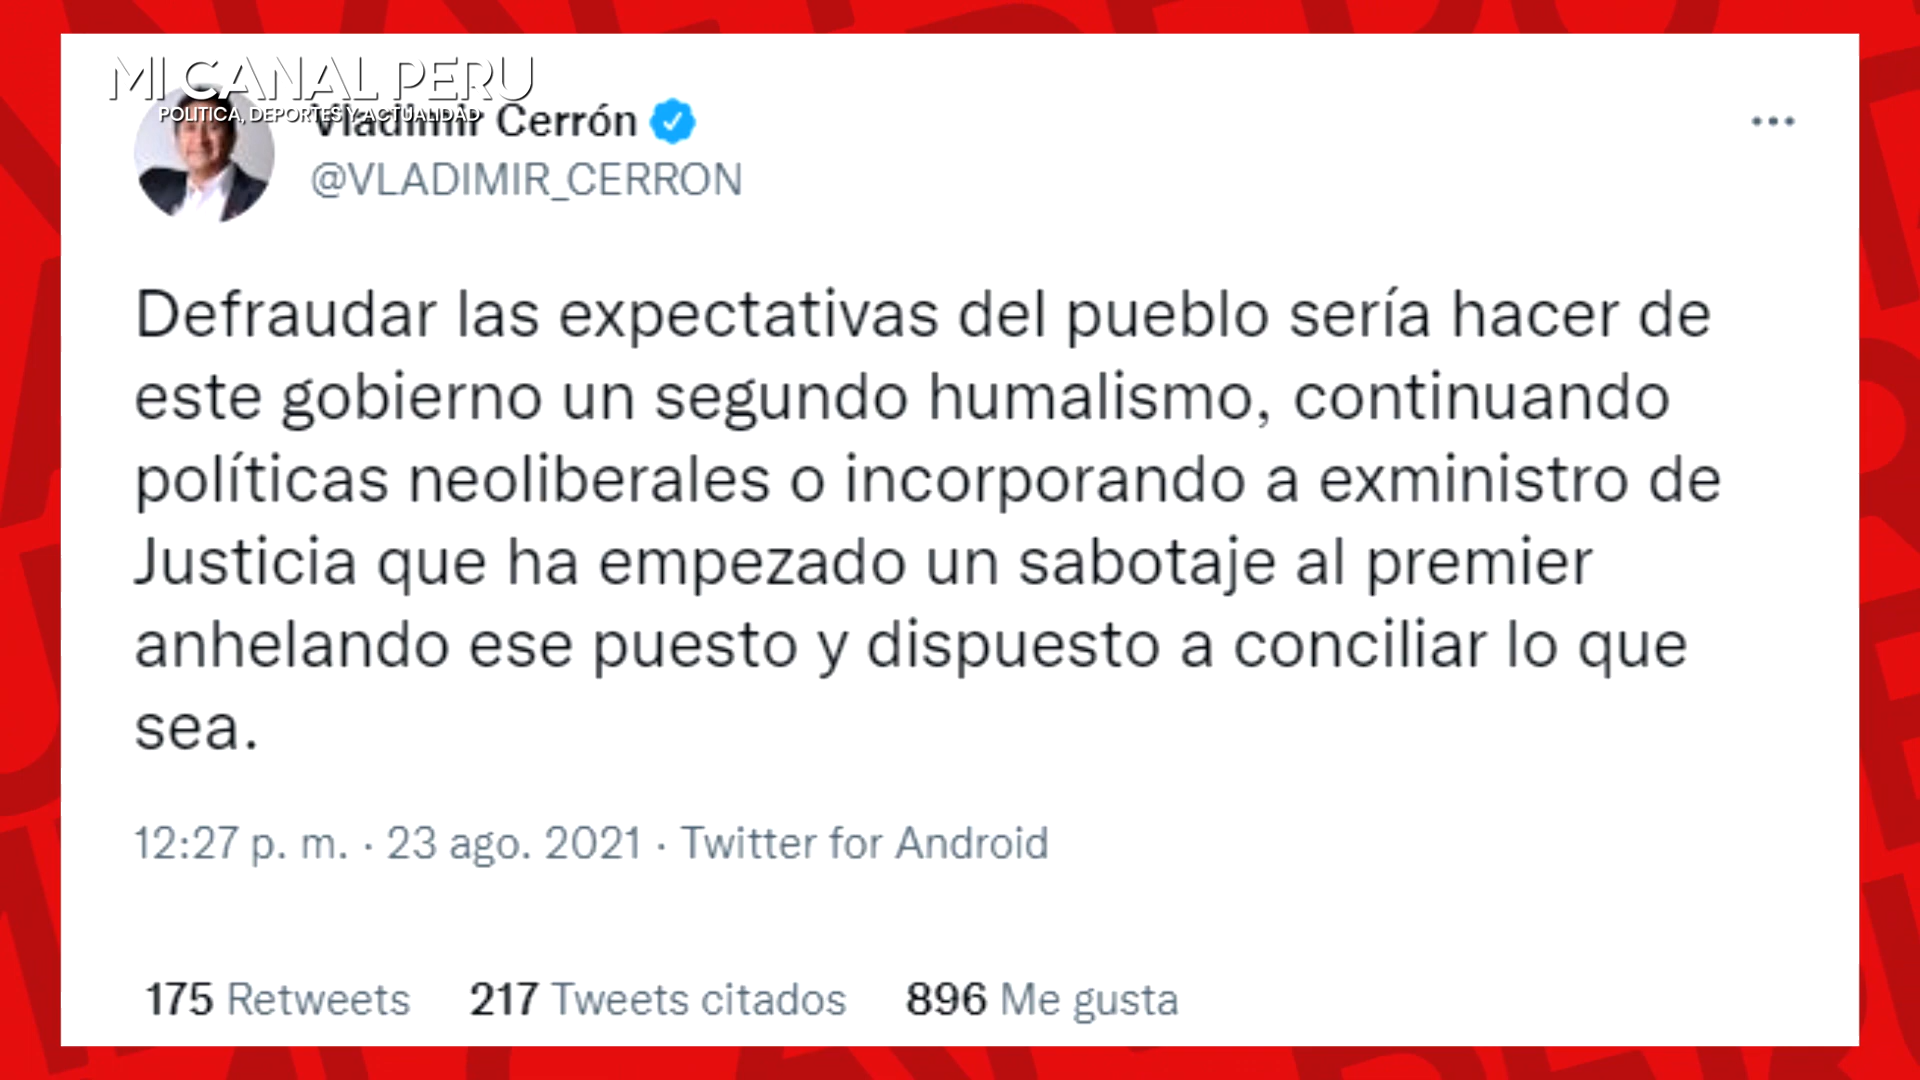 MI CANAL PERU
POLITICA, DEPORTES Y ACTUALIDAD
Vladimir Cerrón
@VLADIMIR_CERRON
Defraudar las expectativas del pueblo sería hacer de
este gobierno un segundo humalismo, continuando
políticas neoliberales o incorporando a exministro de
Justicia que ha empezado un sabotaje al premier
anhelando ese puesto y dispuesto a conciliar lo que
sea.
12:27 p. m. · 23 ago. 2021 · Twitter for Android
175 Retweets 217 Tweets citados 896 Me gusta